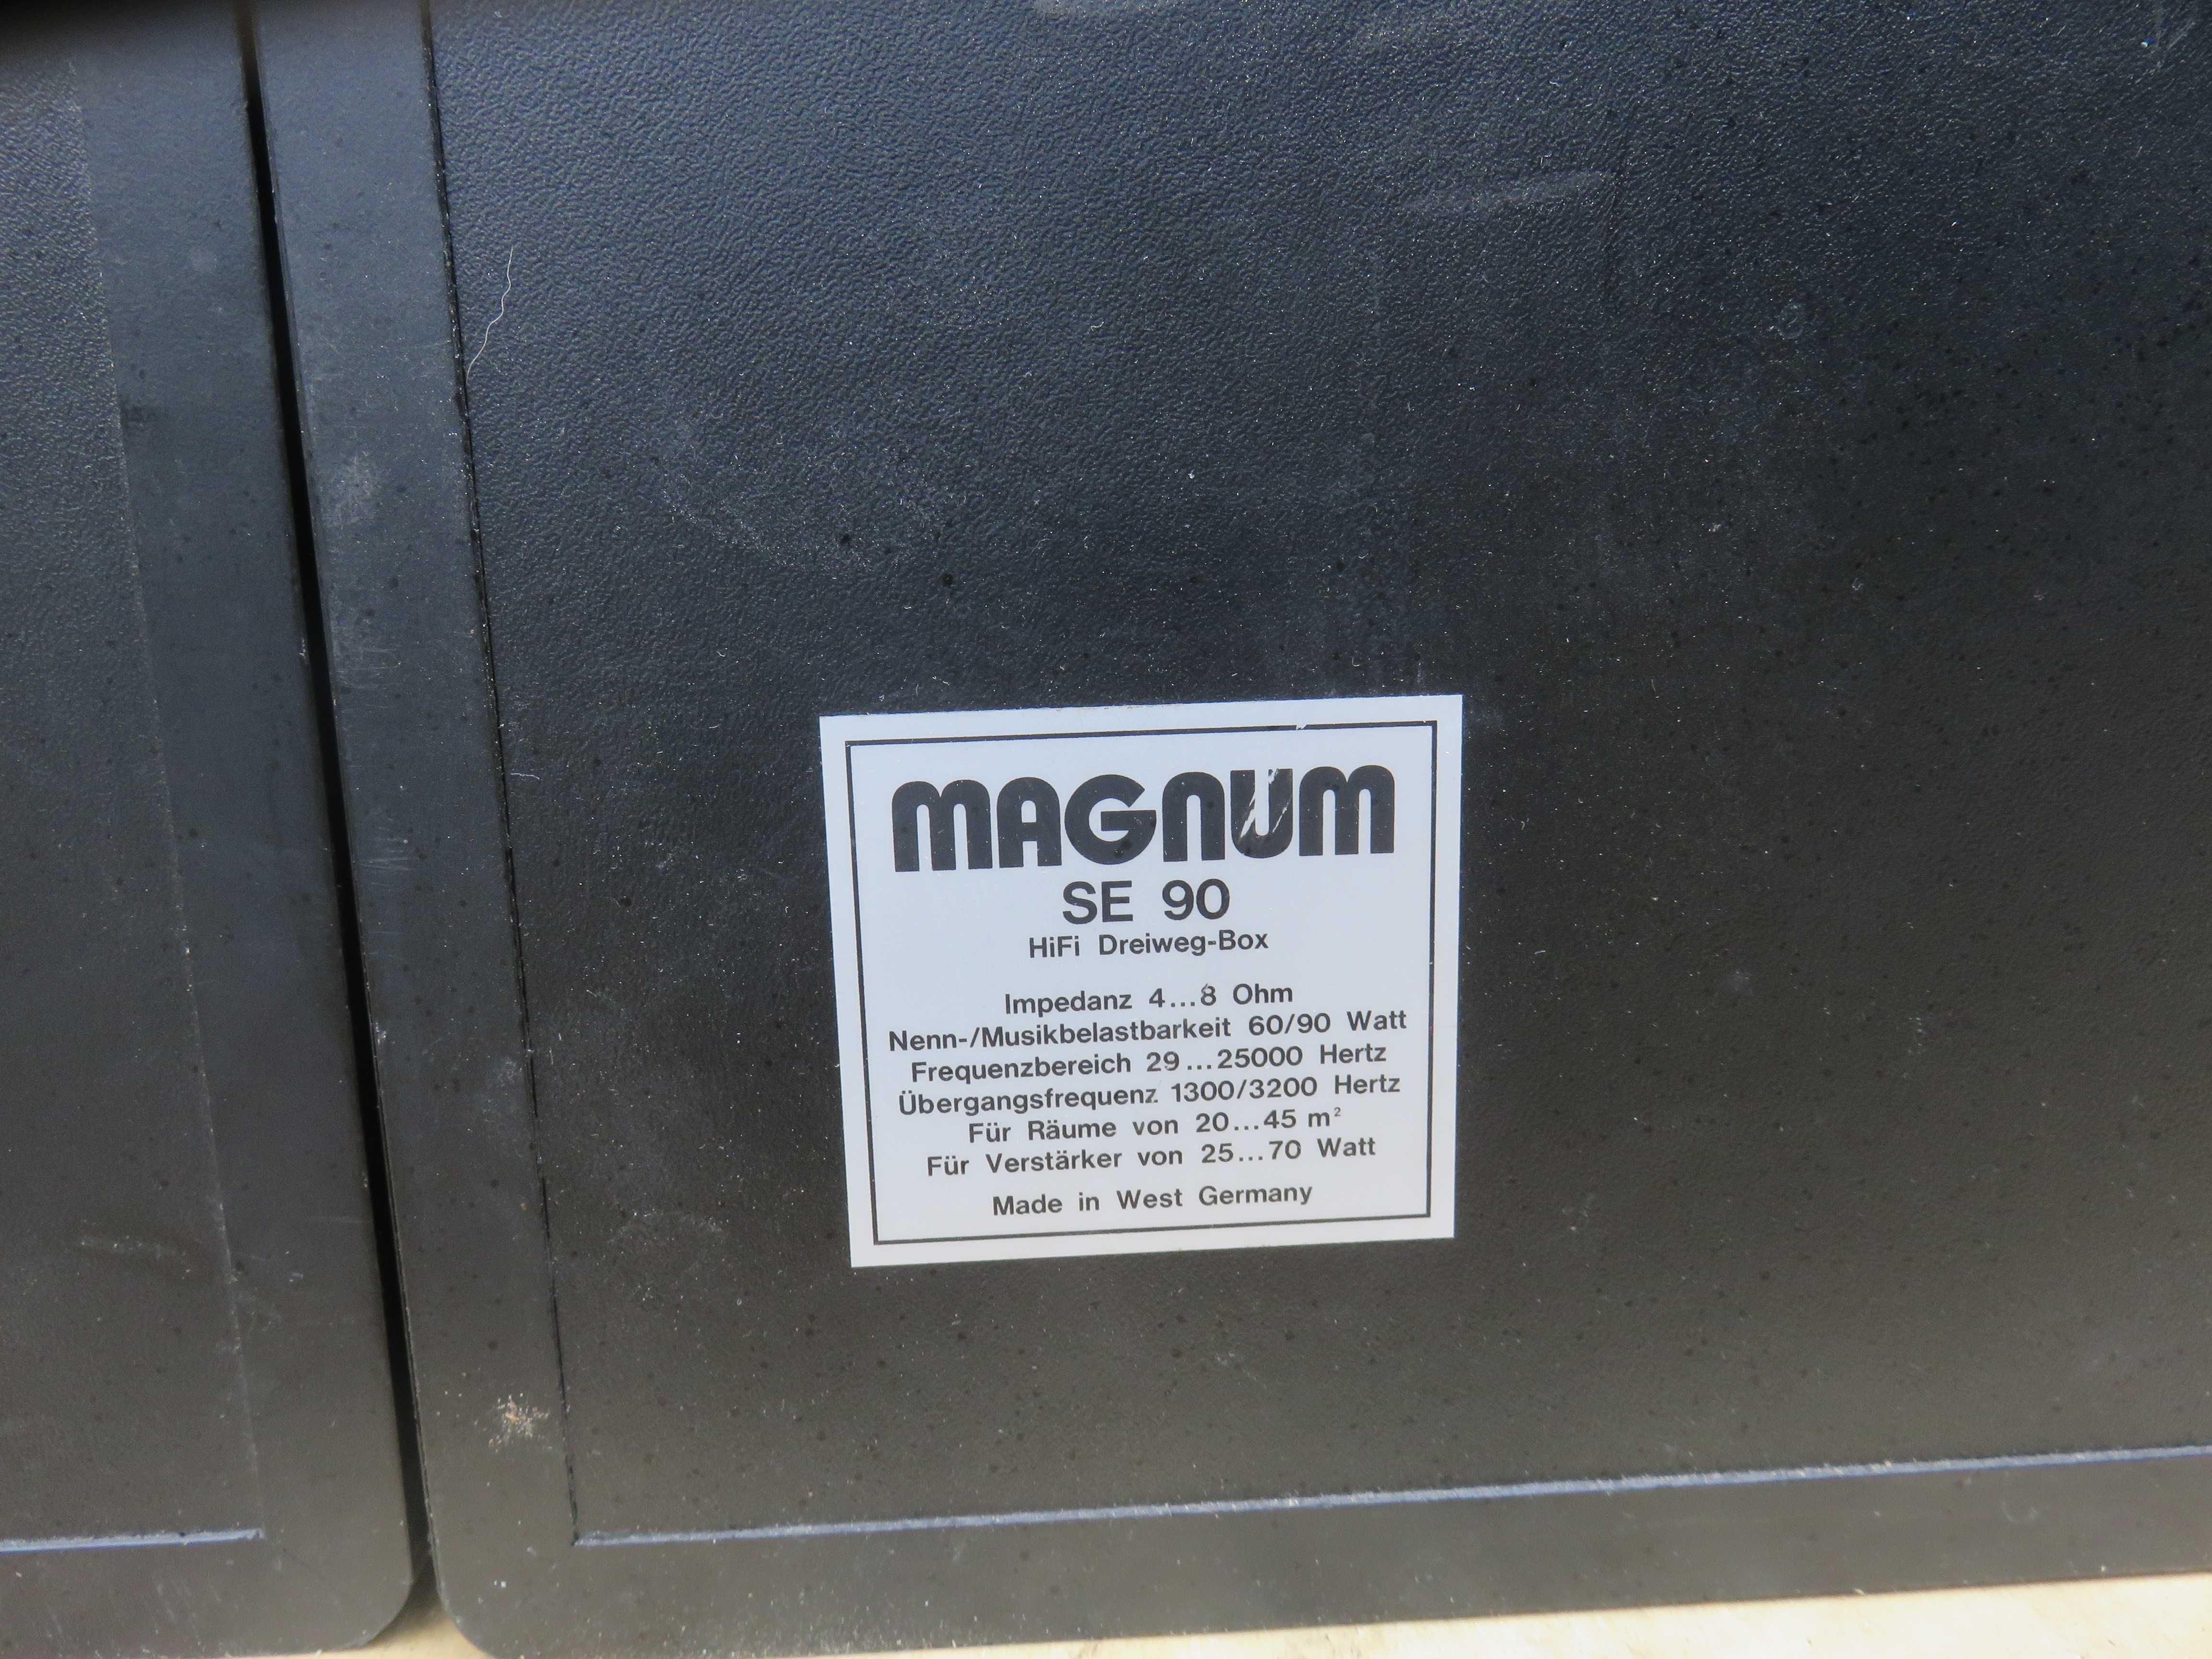 MAGNUM
SE 90
HiFi Dreiweg-Box
Impedanz 4...8 Ohm
Nenn-/Musikbelastbarkeit 60/90 Watt
Frequenzbereich 29...25000 Hertz
Übergangsfrequenz 1300/3200 Hertz
Für Räume von 20...45 m²
Für Verstärker von 25...70 Watt
Made in West Germany